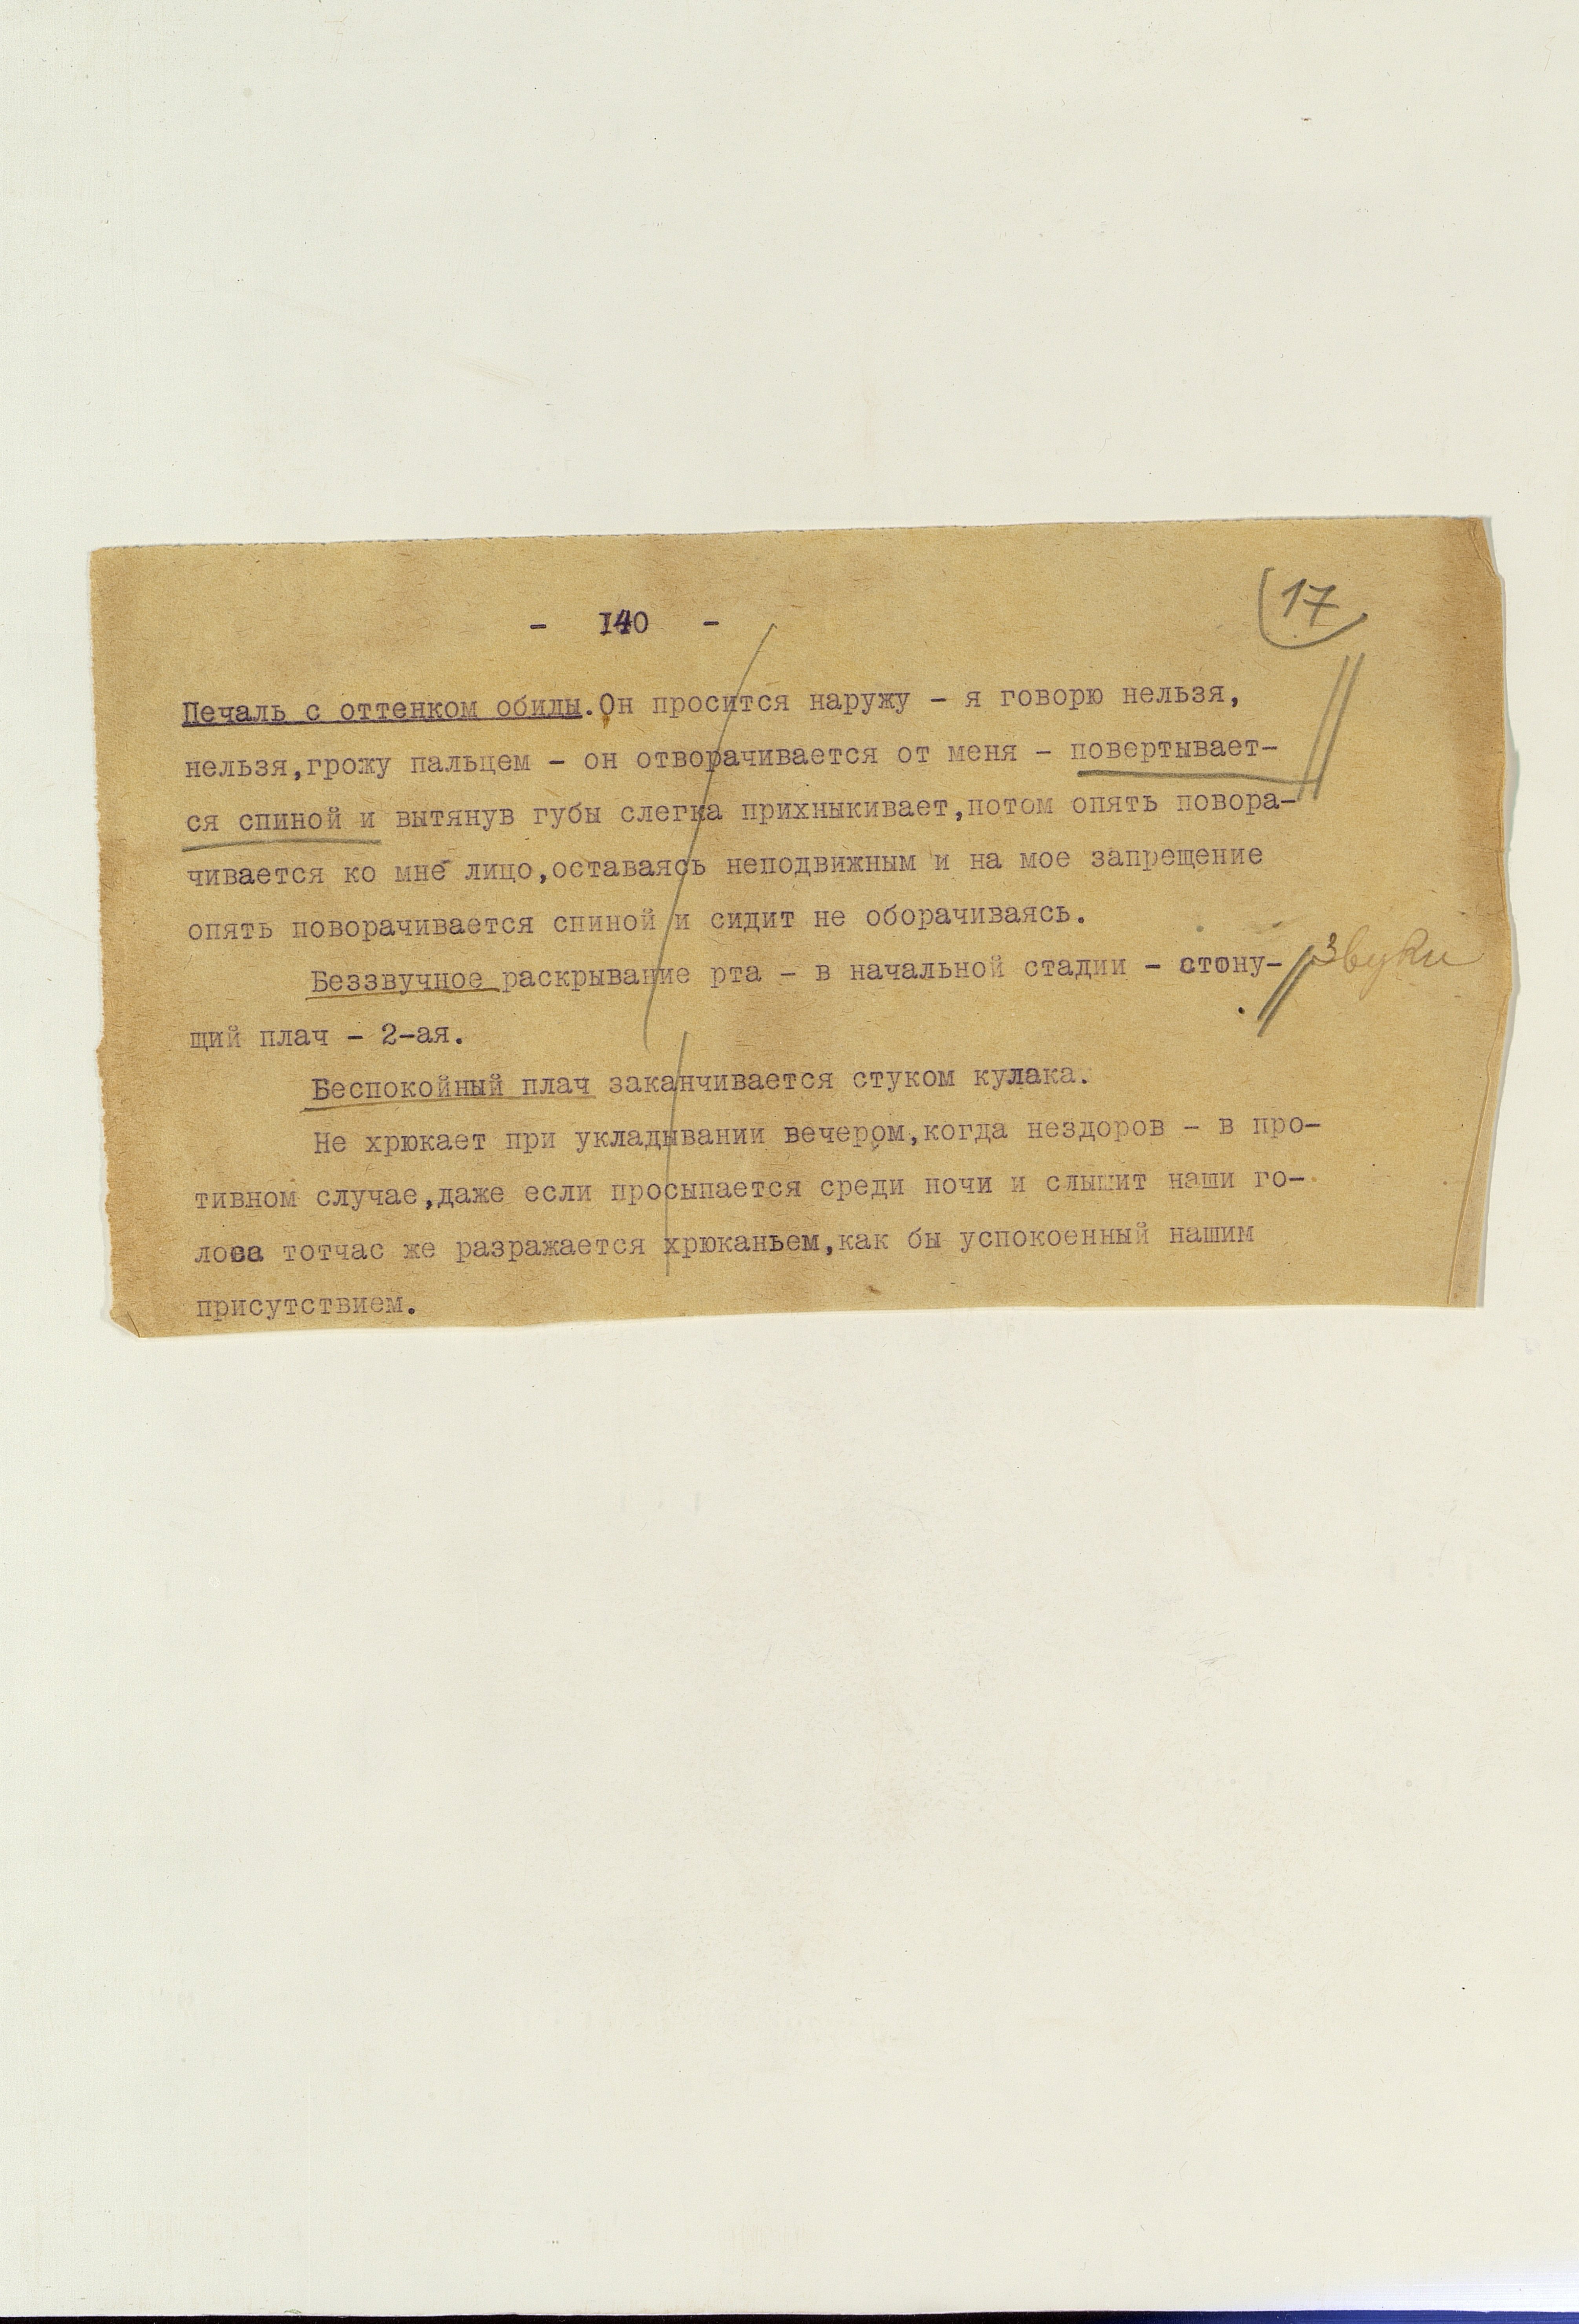 17
- 140 -
Печаль с оттенком обиды.Он просится наружу - я говорю нельзя,
нельзя,грожу пальцем - он отворачивается от меня - повертывает-
ся спиной и вытянув губы слегка прихныкивает,потом опять повора-
чивается ко мне лицо,оставаясь неподвижным и на мое запрещение
опять поворачивается спиной и сидит не оборачиваясь.
Беззвучное раскрывание рта - в начальной стадии - стону-
звуки
щий плач - 2-ая.
Беспокойный плач заканчивается стуком кулака.
Не хрюкает при укладывании вечером,когда нездоров - в про-
тивном случае,даже если просыпается среди ночи и слышит наши го-
лоса тотчас же разражается хрюканьем,как бы успокоенный нашим
присутствием.